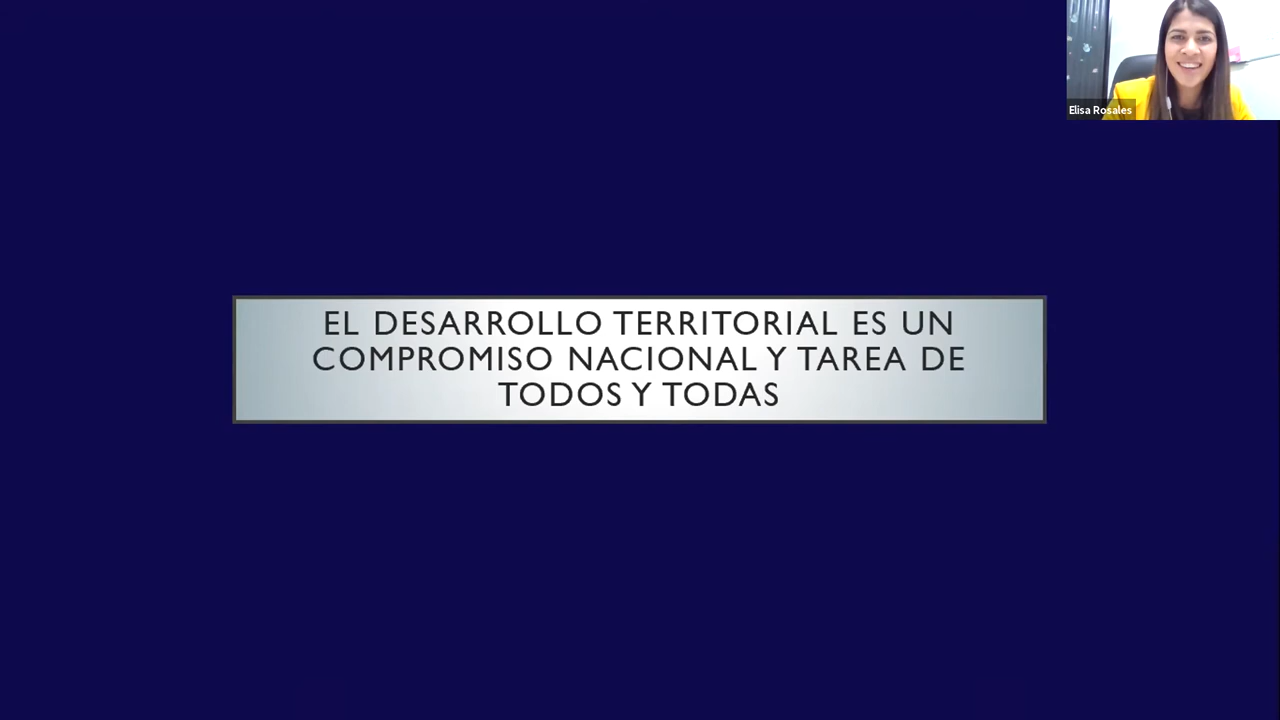 Elisa Rosales
EL DESARROLLO TERRITORIAL ES UN
COMPROMISO NACIONAL Y TAREA DE
TODOS Y TODAS